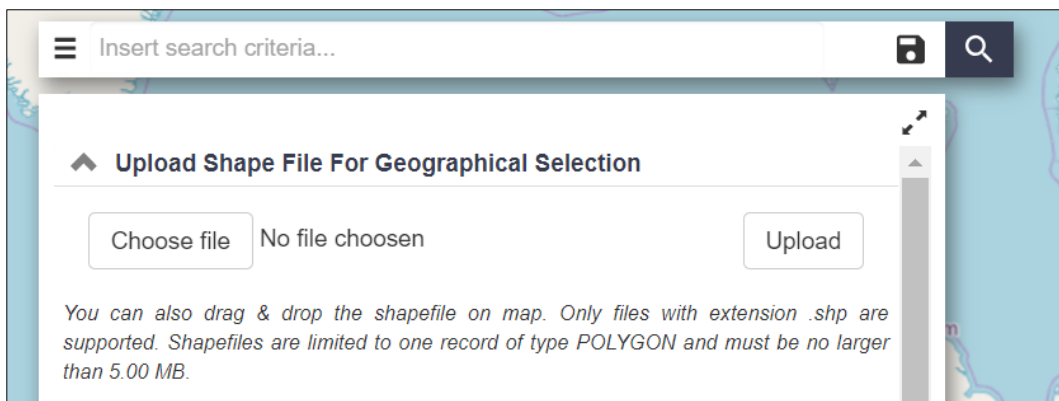 Insert search criteria...
Upload Shape File For Geographical Selection
Choose file No file choosen Upload
You can also drag & drop the shapefile on map. Only files with extension .shp are
supported. Shapefiles are limited to one record of type POLYGON and must be no larger
than 5.00 MB.
m